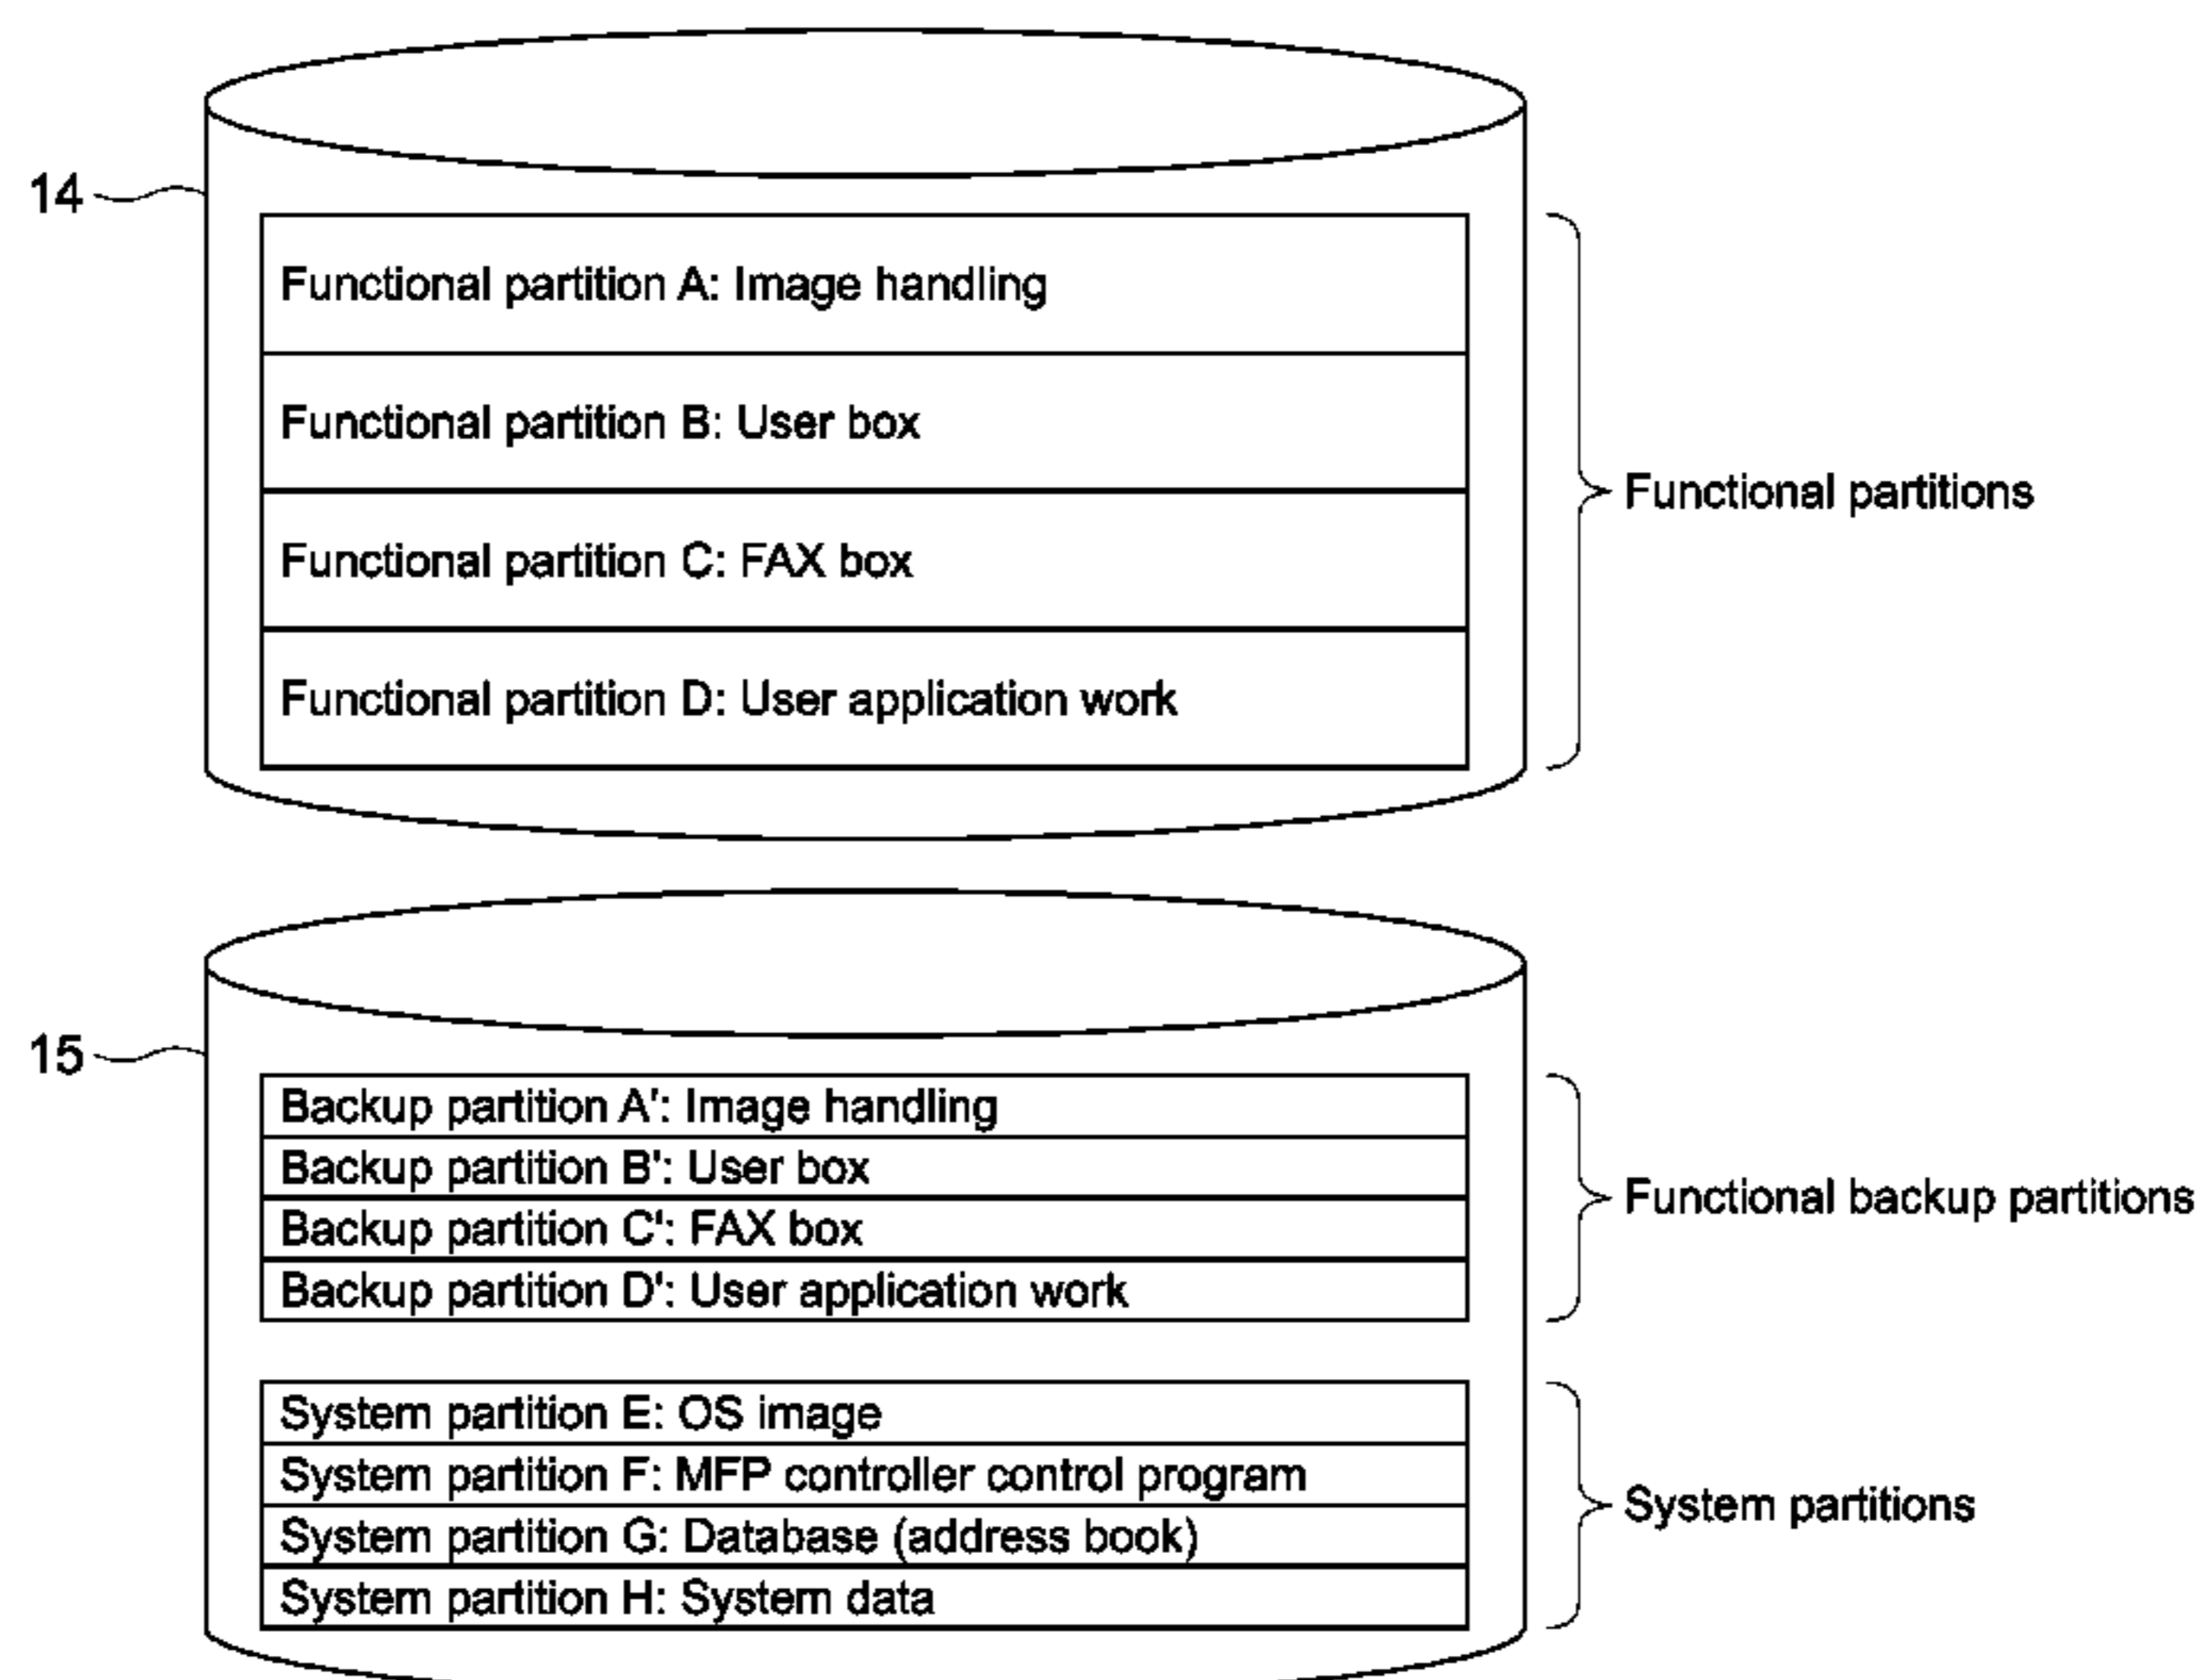 14
Functional partition A: Image handling
Functional partition B: User box
Functional partition C: FAX box
Functional partition D: User application work
Functional partitions
15
Backup partition A': Image handling
Backup partition B': User box
Backup partition C': FAX box
Backup partition D': User application work
Functional backup partitions
System partition E: OS image
System partition F: MFP controller control program
System partition G: Database (address book)
System partition H: System data
System partitions